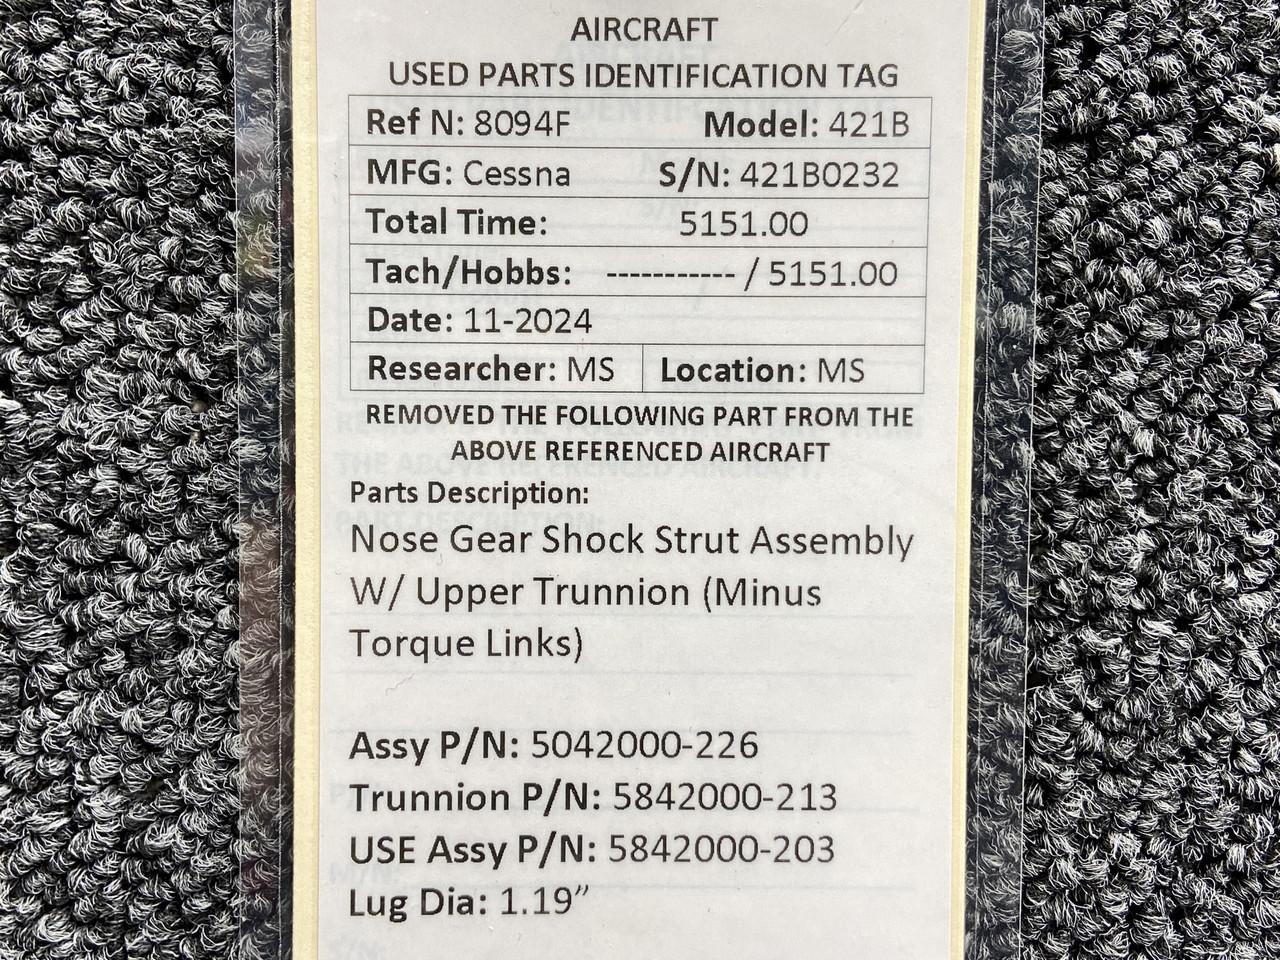 AIRCRAFT
USED PARTS IDENTIFICATION TAG
Ref N: 8094F Model: 421B
MFG: Cessna S/N: 421B0232
Total Time: 5151.00
Tach/Hobbs: ----------- / 5151.00
Date: 11-2024
Researcher: MS Location: MS
REMOVED THE FOLLOWING PART FROM THE
ABOVE REFERENCED AIRCRAFT
Parts Description:
Nose Gear Shock Strut Assembly
W/ Upper Trunnion (Minus
Torque Links)
Assy P/N: 5042000-226
Trunnion P/N: 5842000-213
USE Assy P/N: 5842000-203
Lug Dia: 1.19”